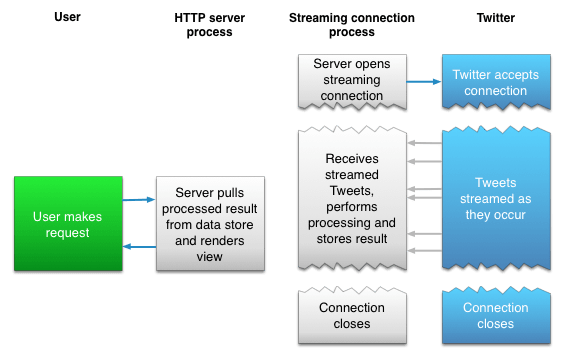 User
HTTP server
process
Streaming connection
process
Twitter
Server opens
streaming
connection
Twitter accepts
connection
User makes
request
Server pulls
processed result
from data store
and renders
view
Receives
streamed
Tweets,
performs
processing and
stores result
Tweets
streamed as
they occur
Connection
closes
Connection
closes